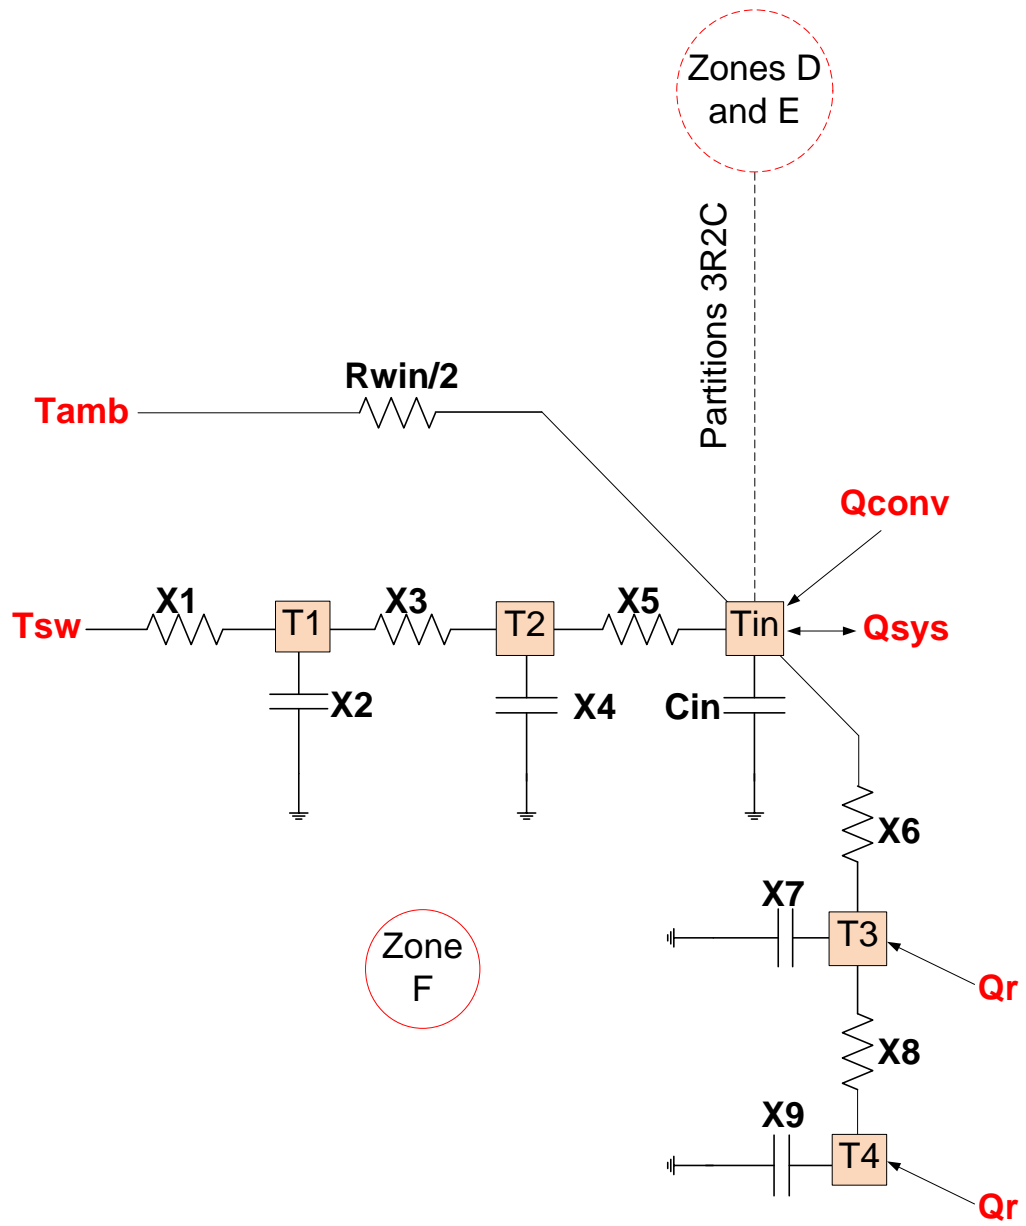 Zones D
and E
Partitions 3R2C
Rwin/2
Tamb
Qconv
X1
X3
X5
Tsw
T1
T2
Tin
Qsys
X2
X4
Cin
X6
X7
T3
Zone
F
Qr
X8
X9
T4
Qr